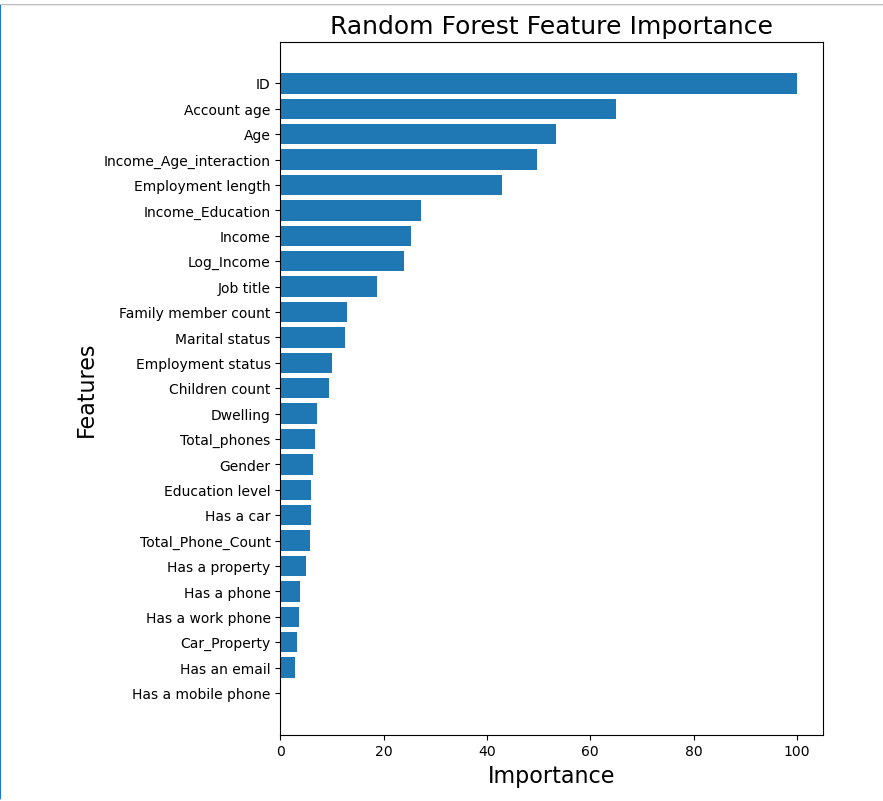 Random Forest Feature Importance
ID
Account age
Age
Income_Age_interaction
Employment length
Income_Education
Income
Log_Income
Job title
Family member count
Marital status
Employment status
Children count
Dwelling
Total_phones
Gender
Education level
Has a car
Total_Phone_Count
Has a property
Has a phone
Has a work phone
Car_Property
Has an email
Has a mobile phone
Features
0 20 40 60 80 100
Importance